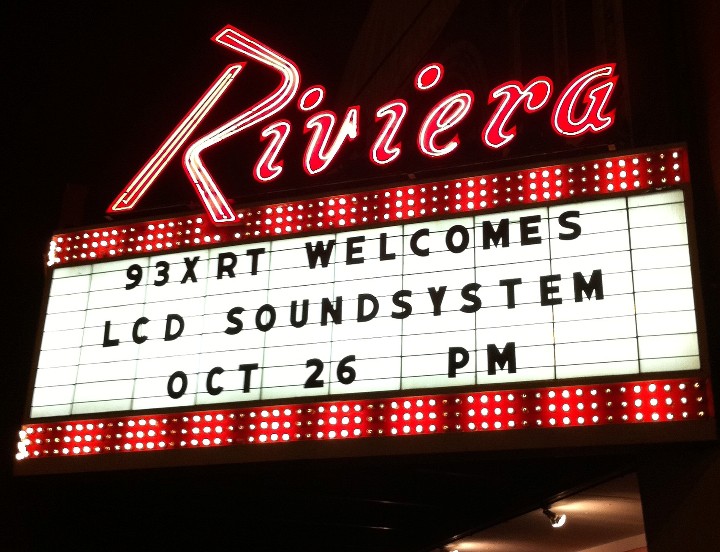 Riviera
93XRT WELCOMES
LCD SOUNDSYSTEM
OCT 26 PM